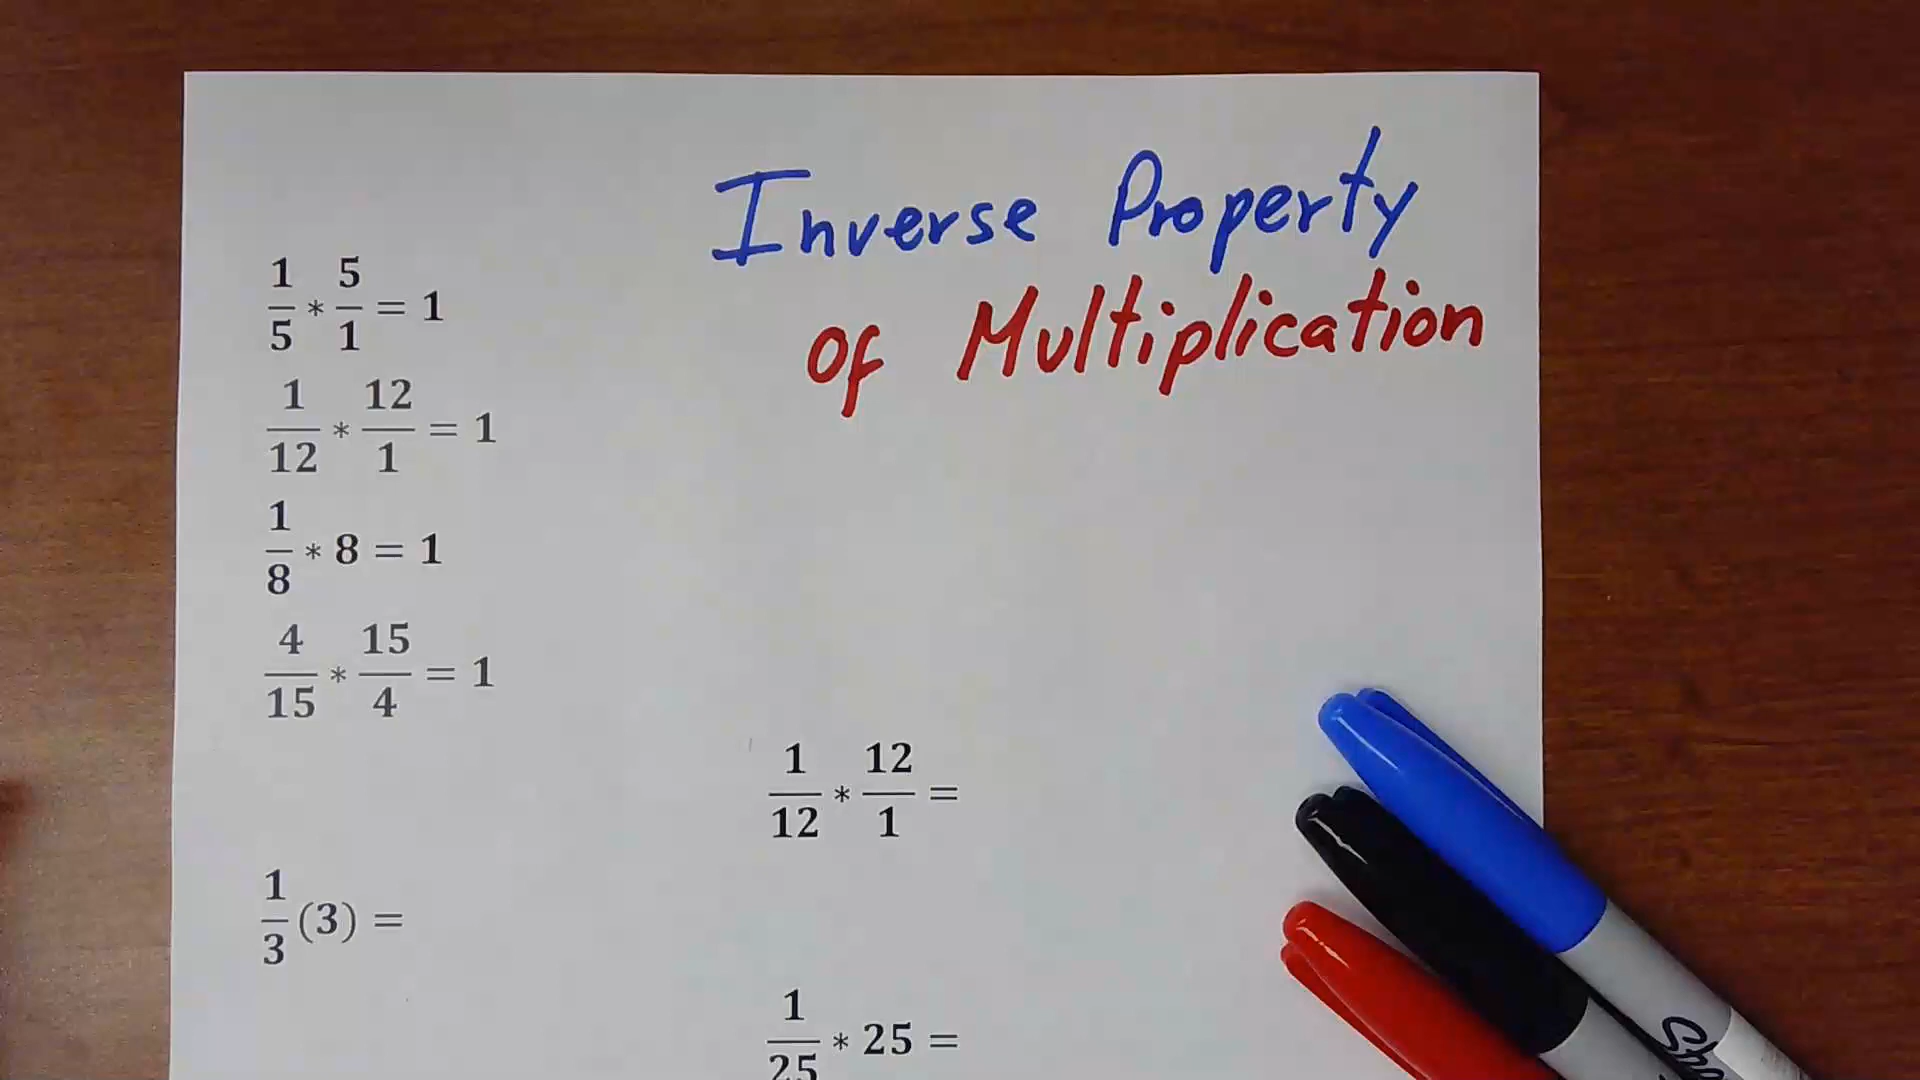 Inverse Property
of Multiplication
1/5 * 5/1 = 1
1/12 * 12/1 = 1
1/8 * 8 = 1
4/15 * 15/4 = 1
1/12 * 12/1 =
1/3 (3) =
1/25 * 25 =